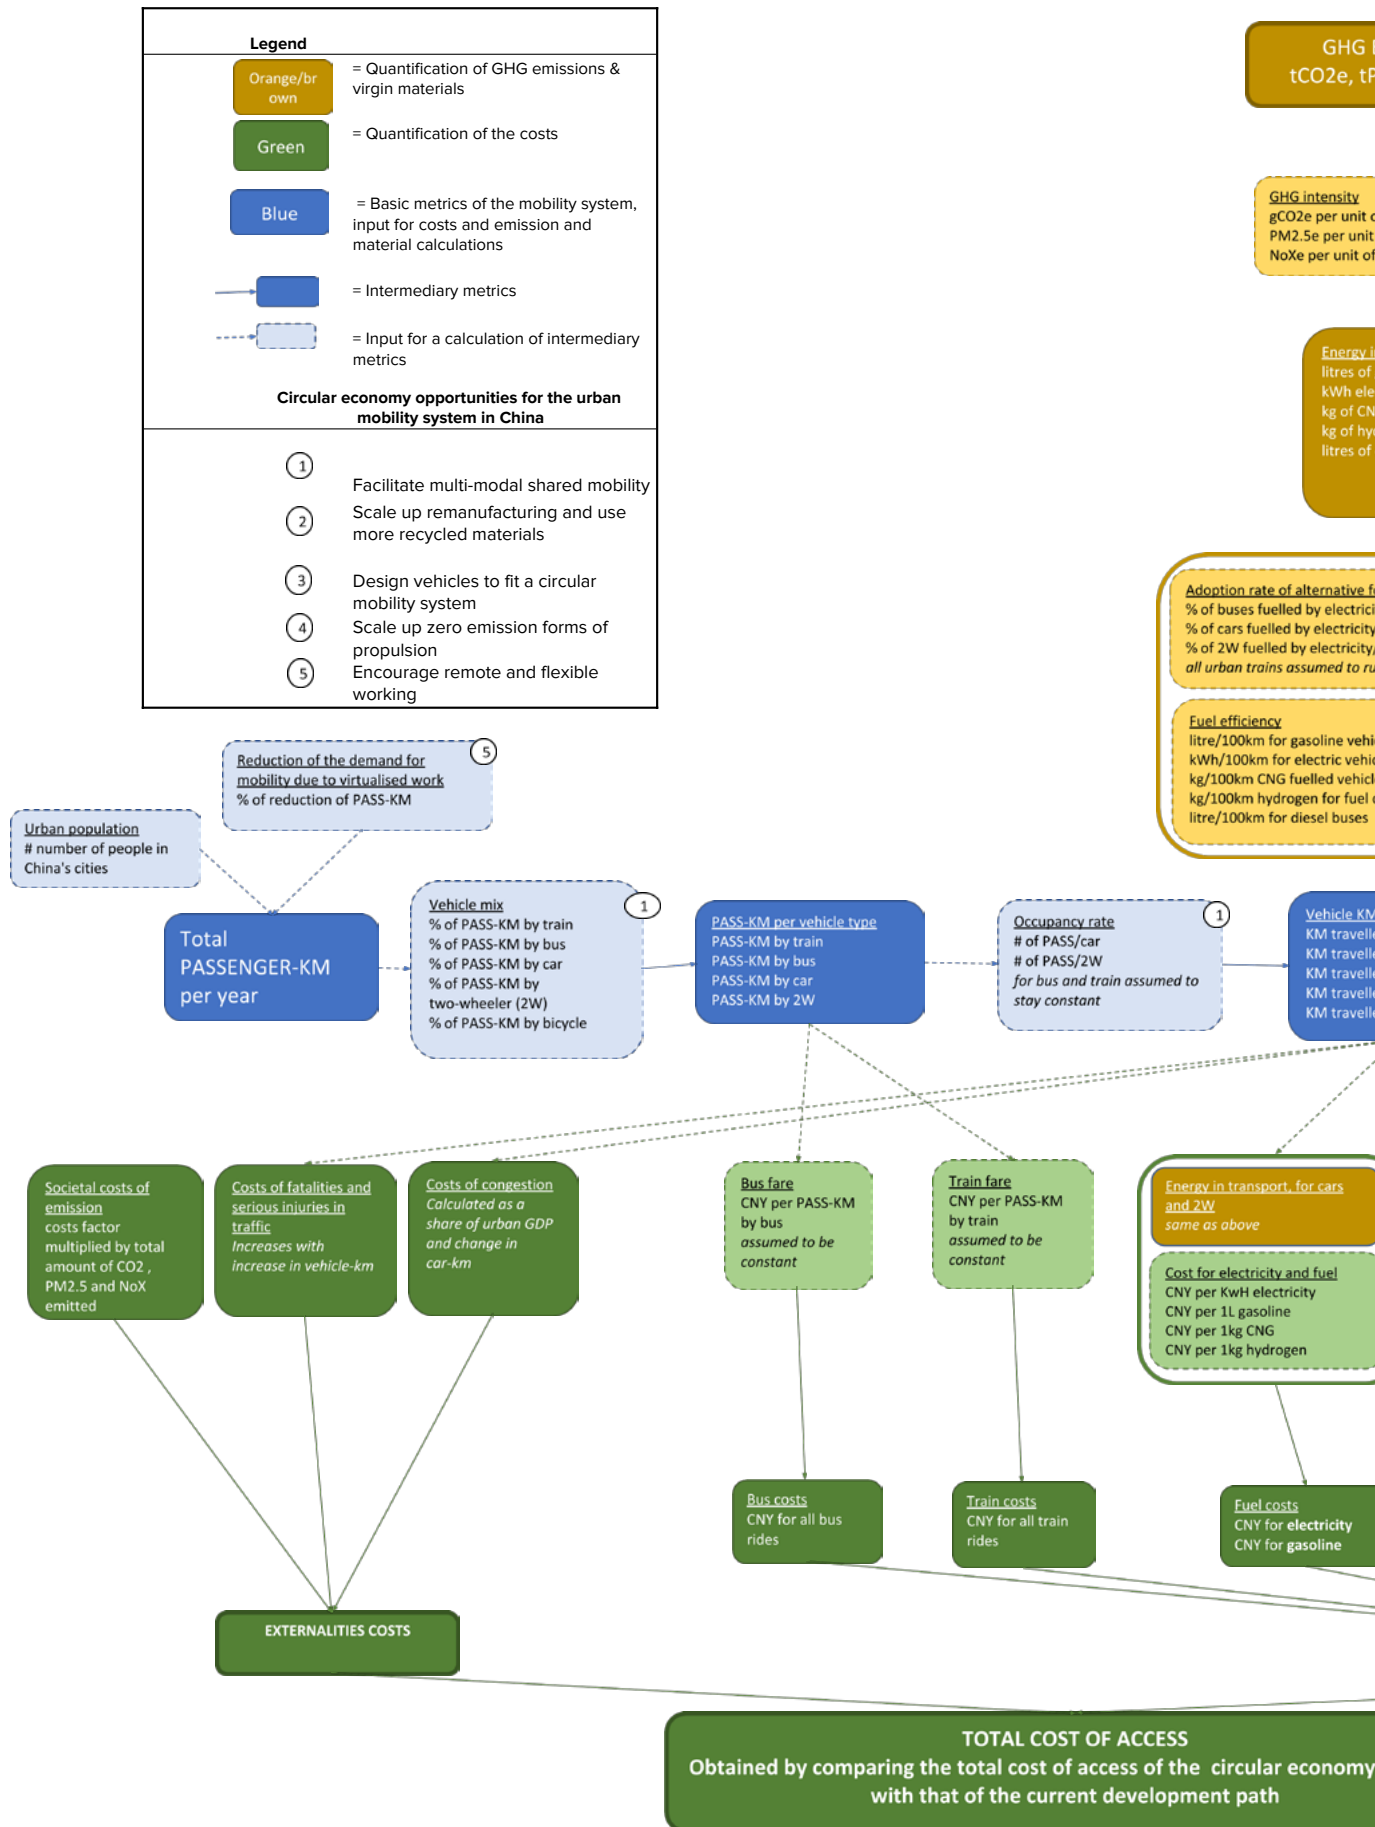 Legend
Orange/br
own
= Quantification of GHG emissions &
virgin materials
Green
= Quantification of the costs
Blue
= Basic metrics of the mobility system,
input for costs and emission and
material calculations
= Intermediary metrics
= Input for a calculation of intermediary
metrics
Circular economy opportunities for the urban
mobility system in China
1
Facilitate multi-modal shared mobility
2
Scale up remanufacturing and use
more recycled materials
3
Design vehicles to fit a circular
mobility system
4
Scale up zero emission forms of
propulsion
5
Encourage remote and flexible
working
GHG
tCO2e,
GHG intensity
gCO2e per unit
PM2.5e per unit
NoXe per unit of
Energy
litres of
kWh
kg of
kg of
litres of
Adoption rate of alternative
% of buses fuelled by
% of cars fuelled by electricity
% of 2W fuelled by electricity/
all urban trains assumed to
Fuel efficiency
litre/100km for gasoline
kWh/100km for electric
kg/100km CNG fuelled
kg/100km hydrogen for fuel
litre/100km for diesel buses
Reduction of the demand for
mobility due to virtualised work
% of reduction of PASS-KM
5
Urban population
# number of people in
China's cities
Total
PASSENGER-KM
per year
Vehicle mix
% of PASS-KM by train
% of PASS-KM by bus
% of PASS-KM by car
% of PASS-KM by
two-wheeler (2W)
% of PASS-KM by bicycle
1
PASS-KM per vehicle type
PASS-KM by train
PASS-KM by bus
PASS-KM by car
PASS-KM by 2W
Occupancy rate
# of PASS/car
# of PASS/2W
for bus and train assumed to
stay constant
1
Vehicle KM
KM
KM
KM
KM
KM
Societal costs of
emission
costs factor
multiplied by total
amount of CO2 ,
PM2.5 and NoX
emitted
Costs of fatalities and
serious injuries in
traffic
Increases with
increase in vehicle-km
Costs of congestion
Calculated as a
share of urban GDP
and change in
car-km
Bus fare
CNY per PASS-KM
by bus
assumed to be
constant
Train fare
CNY per PASS-KM
by train
assumed to be
constant
Energy in transport, for cars
and 2W
same as above
Cost for electricity and fuel
CNY per KwH electricity
CNY per 1L gasoline
CNY per 1kg CNG
CNY per 1kg hydrogen
Bus costs
CNY for all bus
rides
Train costs
CNY for all train
rides
Fuel costs
CNY for electricity
CNY for gasoline
EXTERNALITIES COSTS
TOTAL COST OF ACCESS
Obtained by comparing the total cost of access of the circular economy
with that of the current development path